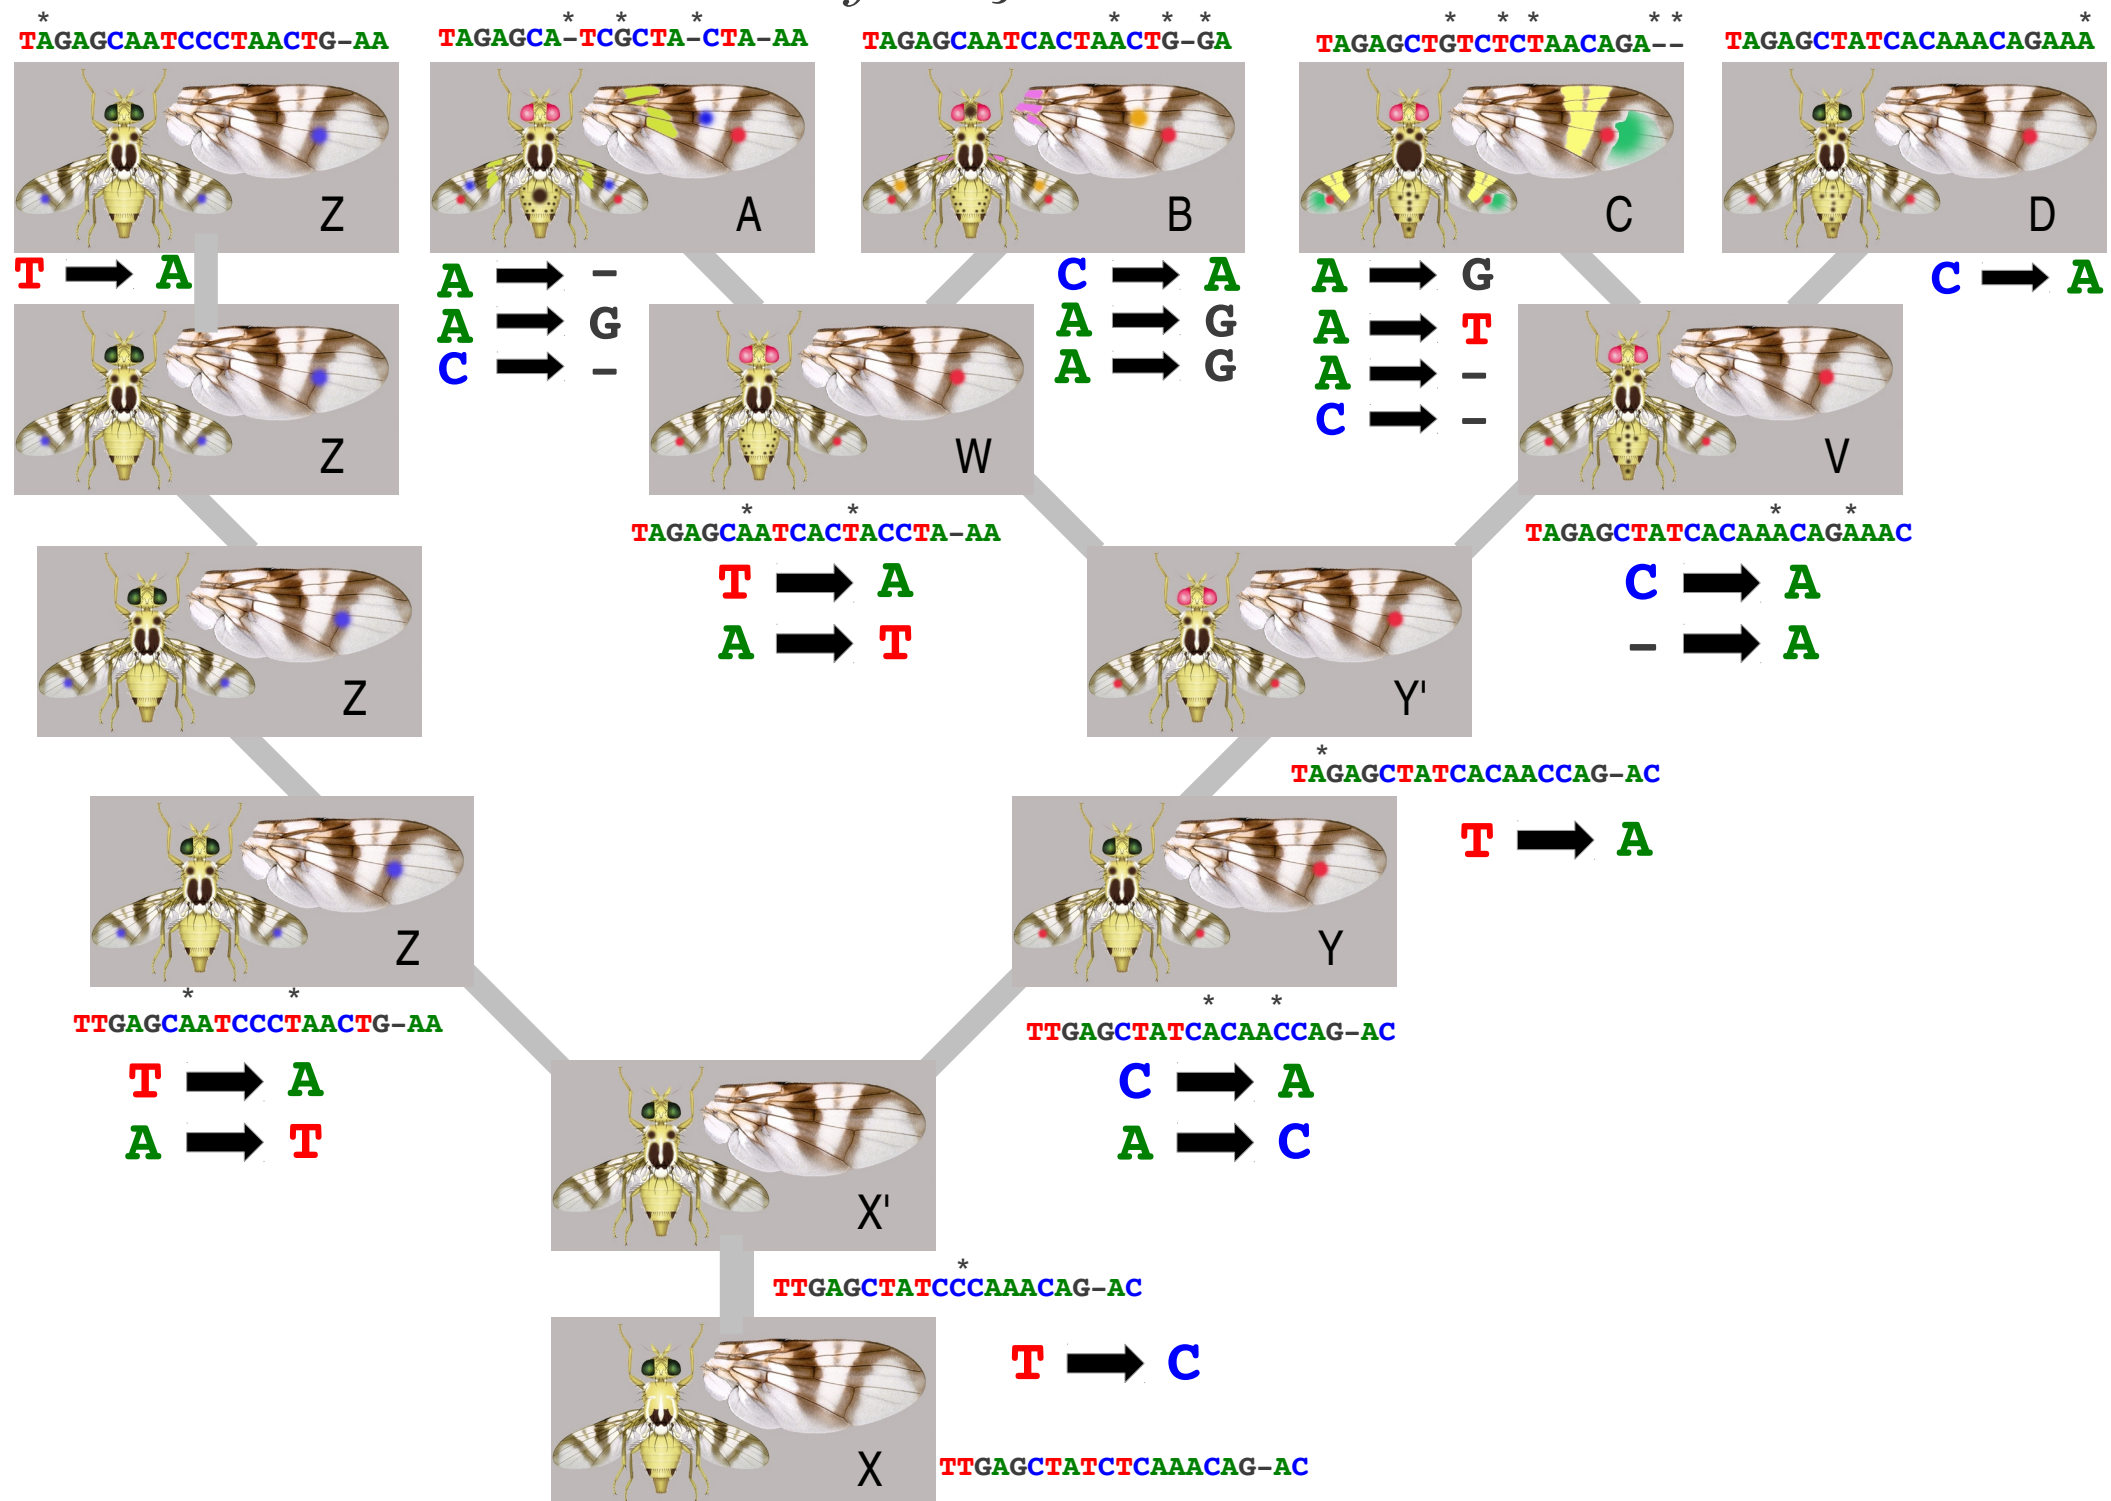 * * * * * * * * * * * * *
TAGAGCAATCCCTAACTG-AA
TAGAGCA-TCGCTA-CTA-AA
TAGAGCAATCACTAACTG-GA
TAGAGCTGTCTCTAACAGA--
TAGAGCTATCACAAACAGAAA
Z
A
B
C
D
T A
A -
A G
C -
C A
A G
A G
A G
A T
A -
C -
C A
Z
W
V
* *
TAGAGCAATCACTACCTA-AA
T A
A T
* *
TAGAGCTATCACAAACAGAAAC
C A
- A
Z
Y'
*
TAGAGCTATCACAACCAG-AC
T A
Z
Y
* *
TTGAGCAATCCCTAACTG-AA
T A
A T
* *
TTGAGCTATCACAACCAG-AC
C A
A C
X'
*
TTGAGCTATCCCAAACAG-AC
T C
X
TTGAGCTATCTCAAACAG-AC